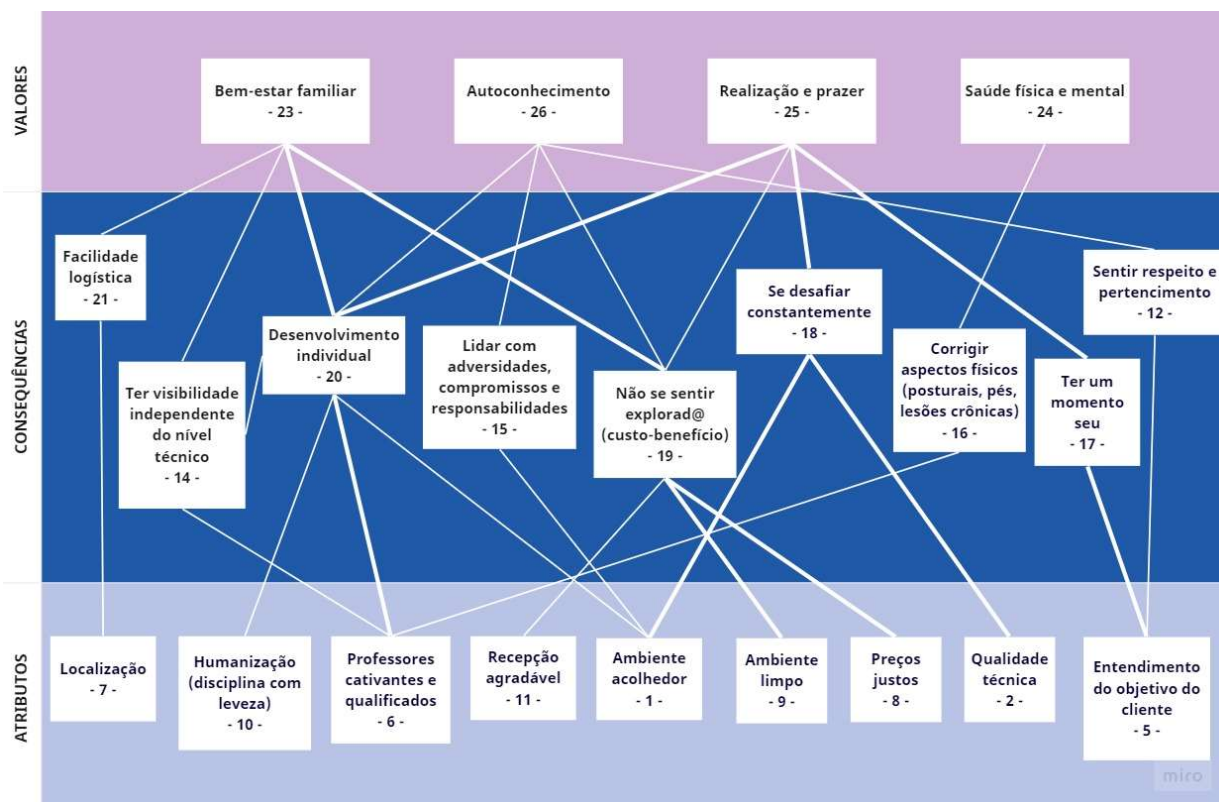 VALORES
Bem-estar familiar
- 23 -
Autoconhecimento
- 26 -
Realização e prazer
- 25 -
Saúde física e mental
- 24 -
CONSEQUÊNCIAS
Facilidade
logística
- 21 -
Ter visibilidade
independente
do nível
técnico
- 14 -
Desenvolvimento
individual
- 20 -
Lidar com
adversidades,
compromissos e
responsabilidades
- 15 -
Não se sentir
explorad@
(custo-benefício)
- 19 -
Se desafiar
constantemente
- 18 -
Corrigir
aspectos físicos
(posturais, pés,
lesões crônicas)
- 16 -
Ter um
momento
seu
- 17 -
Sentir respeito e
pertencimento
- 12 -
ATRIBUTOS
Localização
- 7 -
Humanização
(disciplina com
leveza)
- 10 -
Professores
cativantes e
qualificados
- 6 -
Recepção
agradável
- 11 -
Ambiente
acolhedor
- 1 -
Ambiente
limpo
- 9 -
Preços
justos
- 8 -
Qualidade
técnica
- 2 -
Entendimento
do objetivo do
cliente
- 5 -
miro